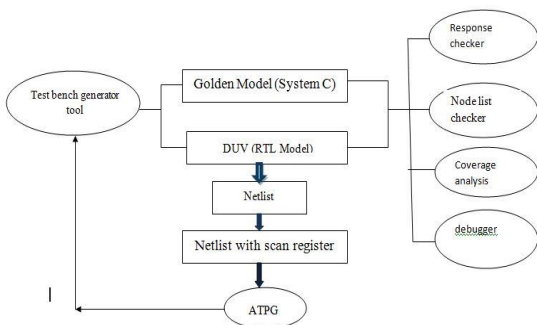 Response
checker
Golden Model (System C)
Test bench generator
tool
Node list
checker
DUV (RTL Model)
Coverage
analysis
Netlist
debugger
Netlist with scan register
ATPG